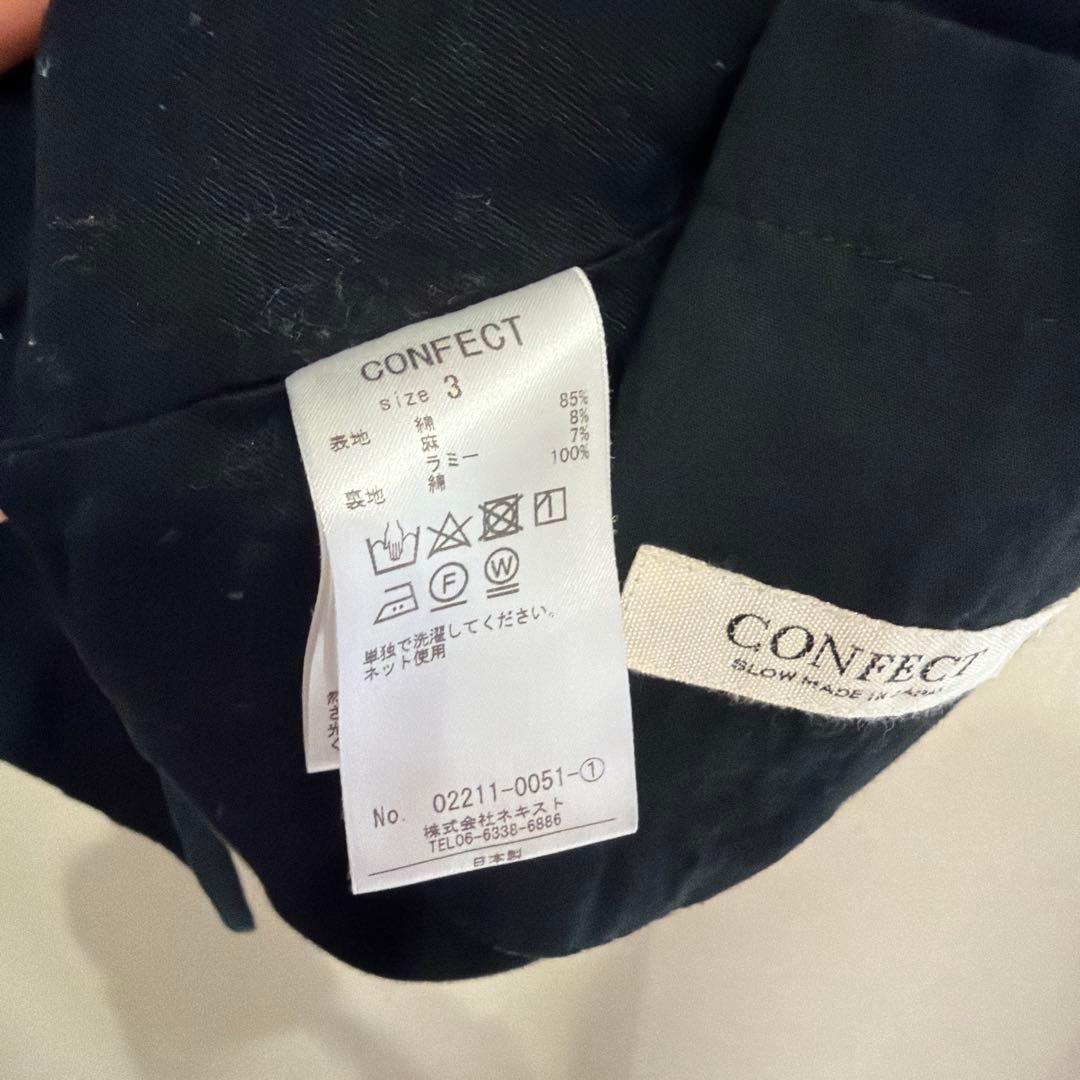 CONFECT
size 3
表地 綿 85%
麻 8%
ラミー 7%
裏地 綿 100%
F W
単独で洗濯してください。
ネット使用
No. 02211-0051-①
株式会社ネキスト
TEL06-6338-6886
日本製
CONFECT
SLOW MADE IN JAPAN